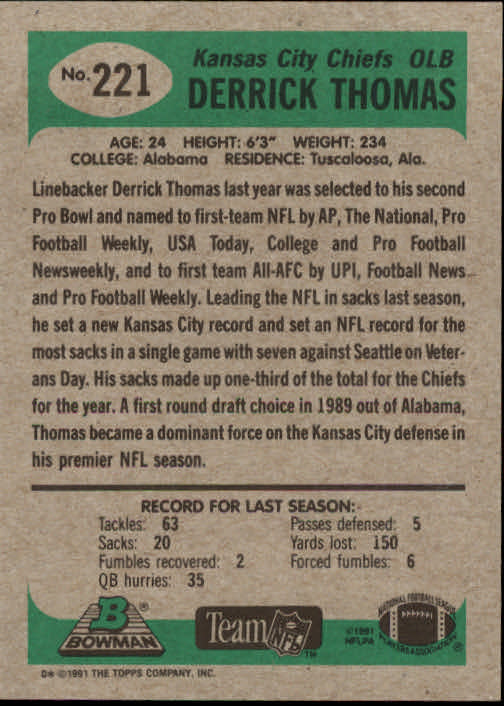 No. 221
Kansas City Chiefs OLB
DERRICK THOMAS
AGE: 24 HEIGHT: 6'3" WEIGHT: 234
COLLEGE: Alabama RESIDENCE: Tuscaloosa, Ala.
Linebacker Derrick Thomas last year was selected to his second
Pro Bowl and named to first-team NFL by AP, The National, Pro
Football Weekly, USA Today, College and Pro Football
Newsweekly, and to first team All-AFC by UPI, Football News
and Pro Football Weekly. Leading the NFL in sacks last season,
he set a new Kansas City record and set an NFL record for the
most sacks in a single game with seven against Seattle on Veter-
ans Day. His sacks made up one-third of the total for the Chiefs
for the year. A first round draft choice in 1989 out of Alabama,
Thomas became a dominant force on the Kansas City defense in
his premier NFL season.
RECORD FOR LAST SEASON:
Tackles: 63 Passes defensed: 5
Sacks: 20 Yards lost: 150
Fumbles recovered: 2 Forced fumbles: 6
QB hurries: 35
B ®
BOWMAN
Team NFL ™
© 1991
NFLPA
NATIONAL FOOTBALL LEAGUE
PLAYERS ASSOCIATION ®
D* © 1991 THE TOPPS COMPANY, INC.